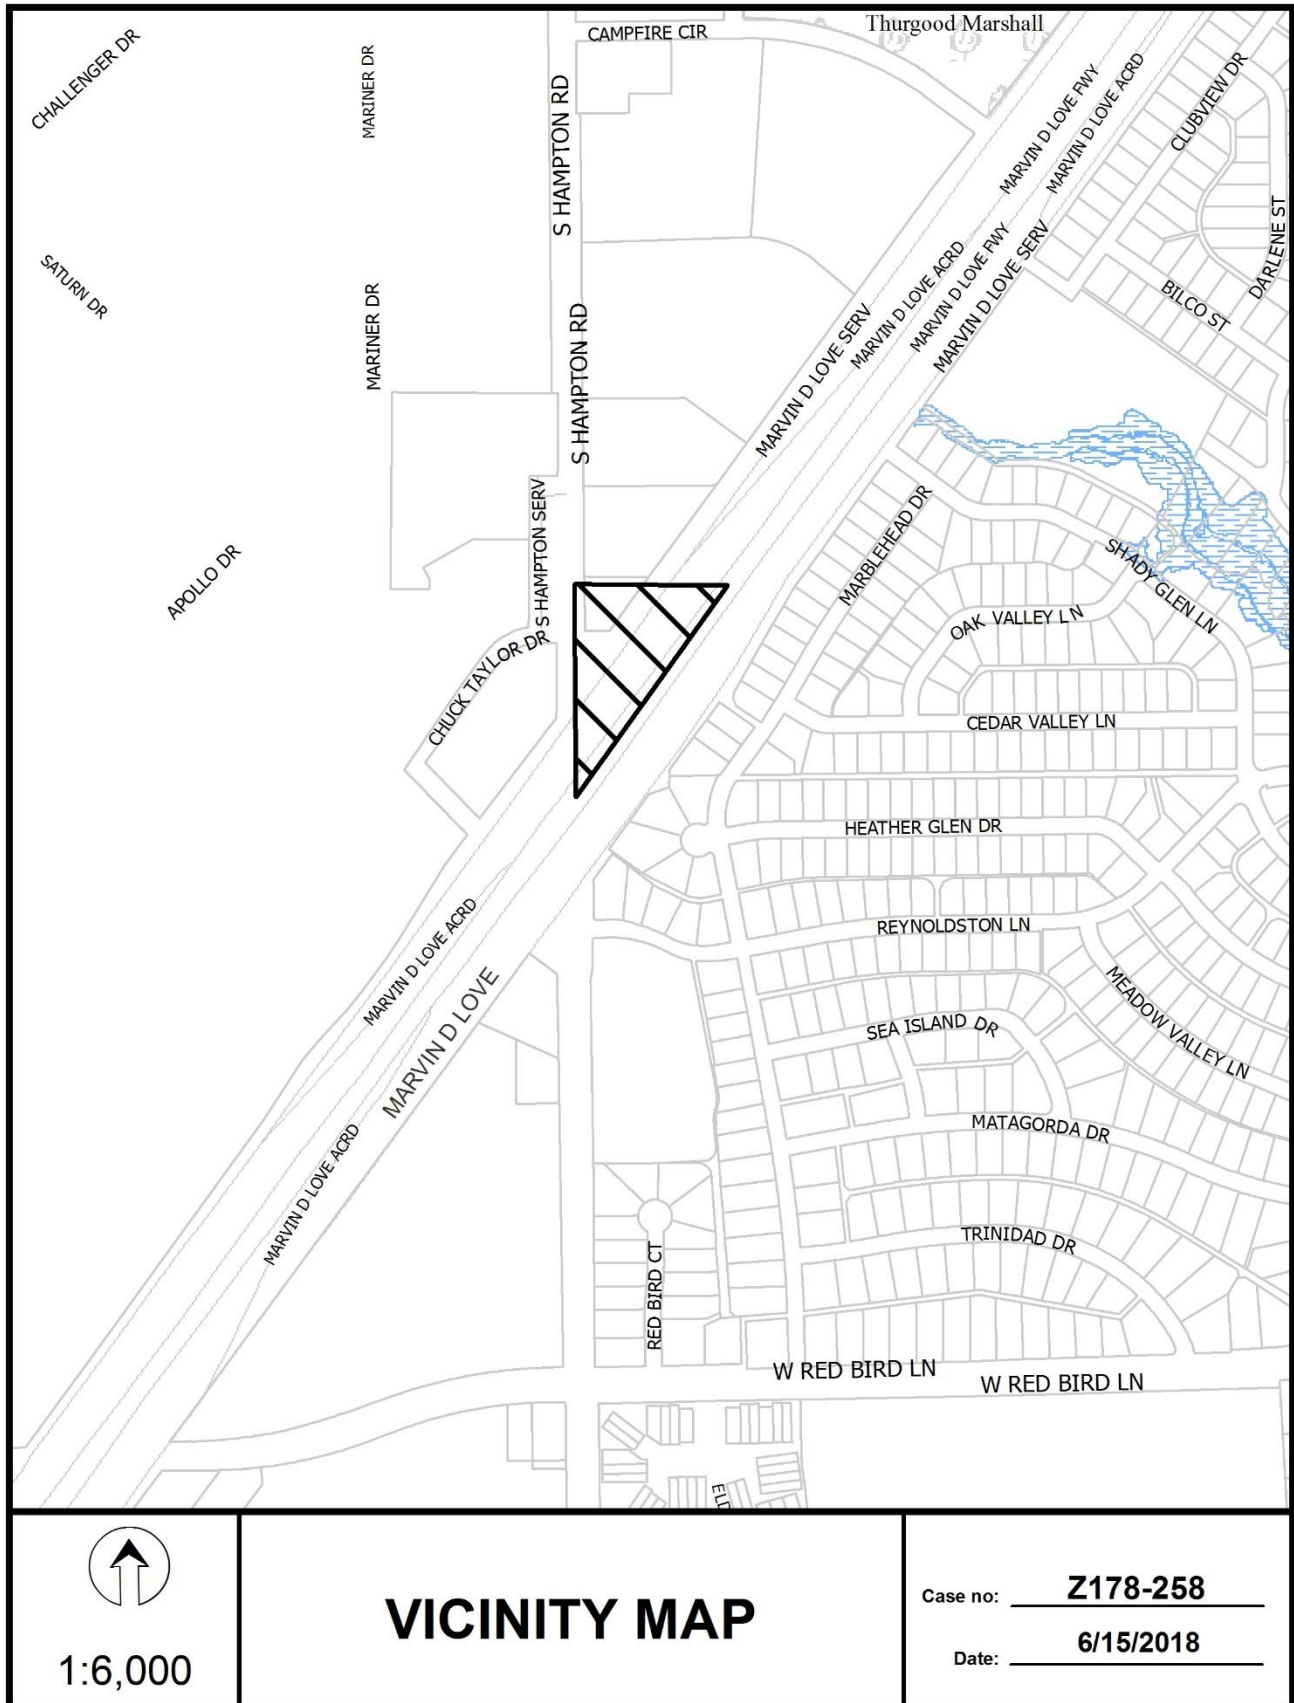 Thurgood Marshall
CAMPFIRE CIR
CHALLENGER DR
MARINER DR
S HAMPTON RD
MARVIN D LOVE FWY
MARVIN D LOVE ACRD
CLUBVIEW DR
SATURN DR
MARINER DR
S HAMPTON RD
MARVIN D LOVE SERV
MARVIN D LOVE ACRD
MARVIN D LOVE FWY
MARVIN D LOVE SERV
BILCO ST
DARLENE ST
APOLLO DR
S HAMPTON SERV
CHUCK TAYLOR DR
MARBLEHEAD DR
SHADY GLEN LN
OAK VALLEY LN
CEDAR VALLEY LN
HEATHER GLEN DR
REYNOLDSTON LN
MARVIN D LOVE ACRD
MARVIN D LOVE
MEADOW VALLEY LN
SEA ISLAND DR
MATAGORDA DR
MARVIN D LOVE ACRD
TRINIDAD DR
RED BIRD CT
W RED BIRD LN
W RED BIRD LN
1:6,000
VICINITY MAP
Case no: Z178-258
Date: 6/15/2018